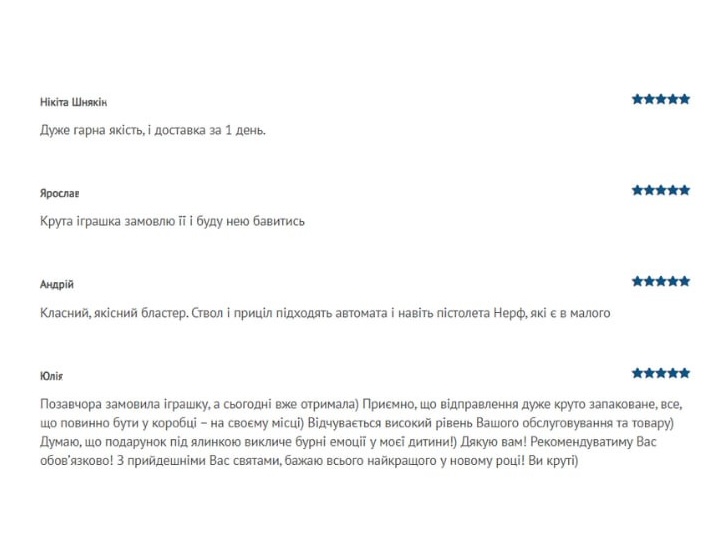 Нікіта Шнякін
Дуже гарна якість, і доставка за 1 день.
Ярослав
Крута іграшка замовлю її і буду нею бавитись
Андрій
Класний, якісний бластер. Ствол і приціл підходять автомата і навіть пістолета Нерф, які є в малого
Юлія
Позавчора замовила іграшку, а сьогодні вже отримала) Приємно, що відправлення дуже круто запаковане, все,
що повинно бути у коробці – на своєму місці) Відчувається високий рівень Вашого обслуговування та товару)
Думаю, що подарунок під ялинкою викличе бурні емоції у моєї дитини!) Дякую вам! Рекомендуватиму Вас
обов'язково! З прийдешніми Вас святами, бажаю всього найкращого у новому році! Ви круті)